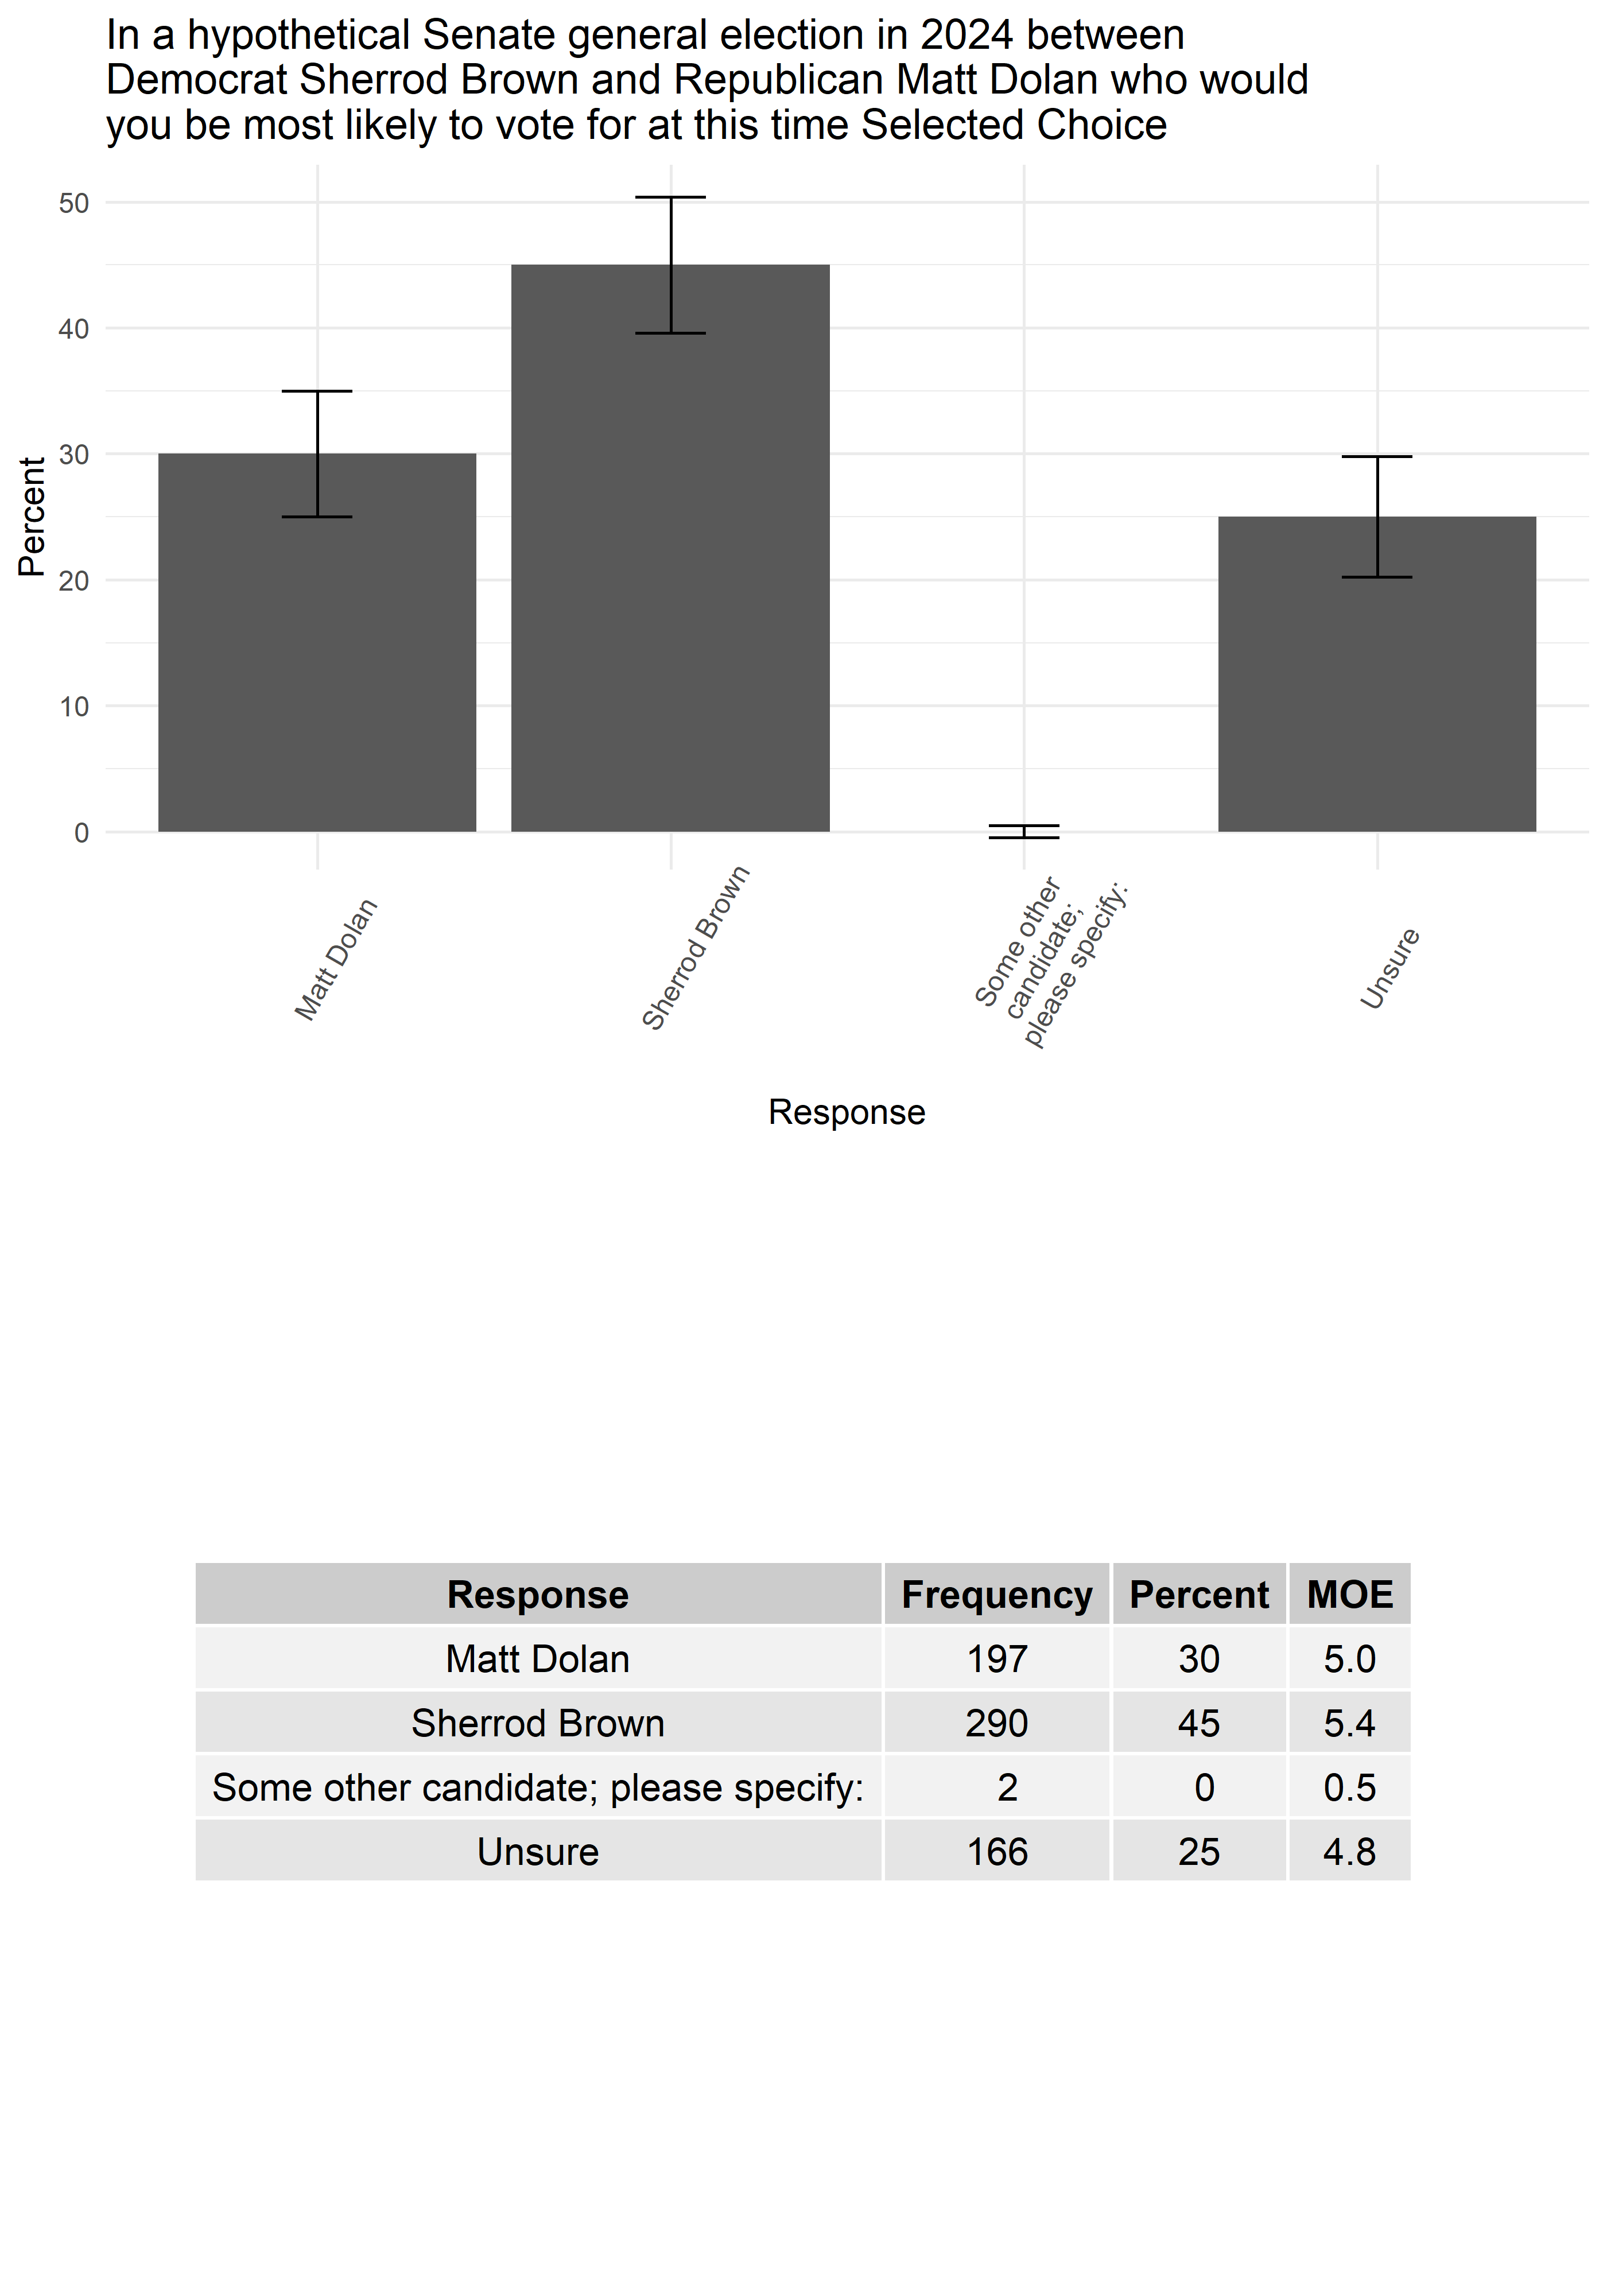 In a hypothetical Senate general election in 2024 between
Democrat Sherrod Brown and Republican Matt Dolan who would
you be most likely to vote for at this time Selected Choice
Percent
50
40
30
20
10
0
Matt Dolan
Sherrod Brown
Some other
candidate;
please specify:
Unsure
Response
Response Frequency Percent MOE
Matt Dolan 197 30 5.0
Sherrod Brown 290 45 5.4
Some other candidate; please specify: 2 0 0.5
Unsure 166 25 4.8